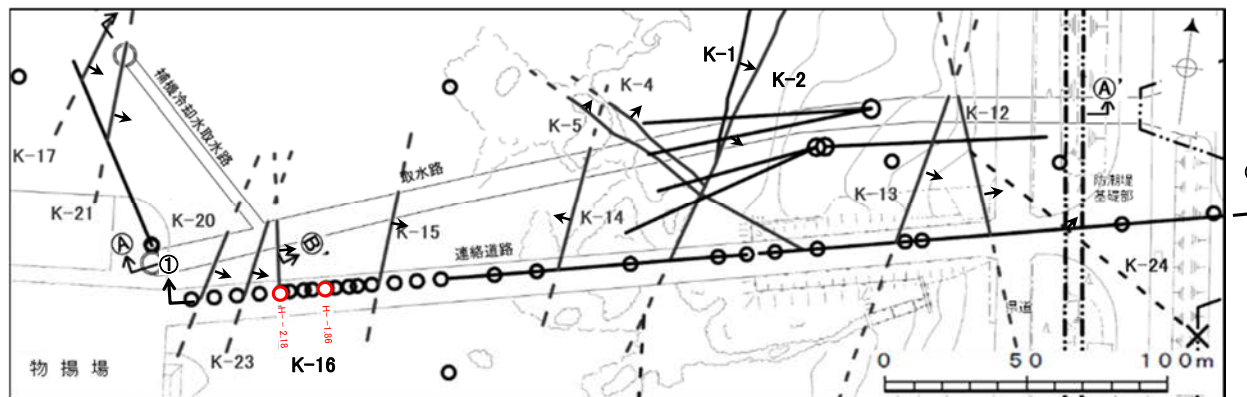 K-1
K-2
K-4
K-5
K-12
K-17
補機冷却水取水路
取水路
Ⓐ'
防潮堤
基礎部
K-21
K-20
K-13
K-14
K-15
Ⓑ
連絡道路
Ⓐ
①
K-24
H- -2.18
H- -1.86
県道
K-23
K-16
物揚場
0 50 100m